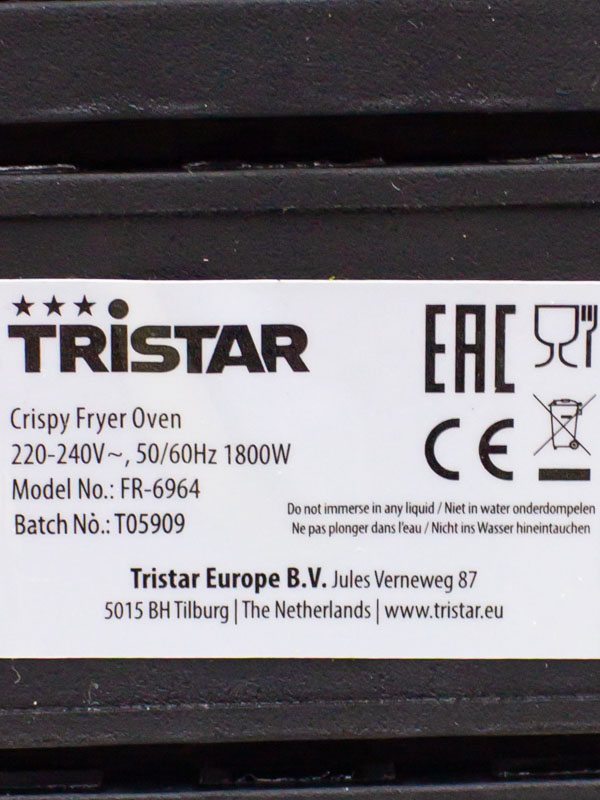 TRiSTAR
EAC
Crispy Fryer Oven
220-240V~, 50/60Hz 1800W
CE
Model No.: FR-6964
Batch Nò.: T05909
Do not immerse in any liquid / Niet in water onderdompelen
Ne pas plonger dans l'eau / Nicht ins Wasser hineintauchen
Tristar Europe B.V. Jules Verneweg 87
5015 BH Tilburg | The Netherlands | www.tristar.eu